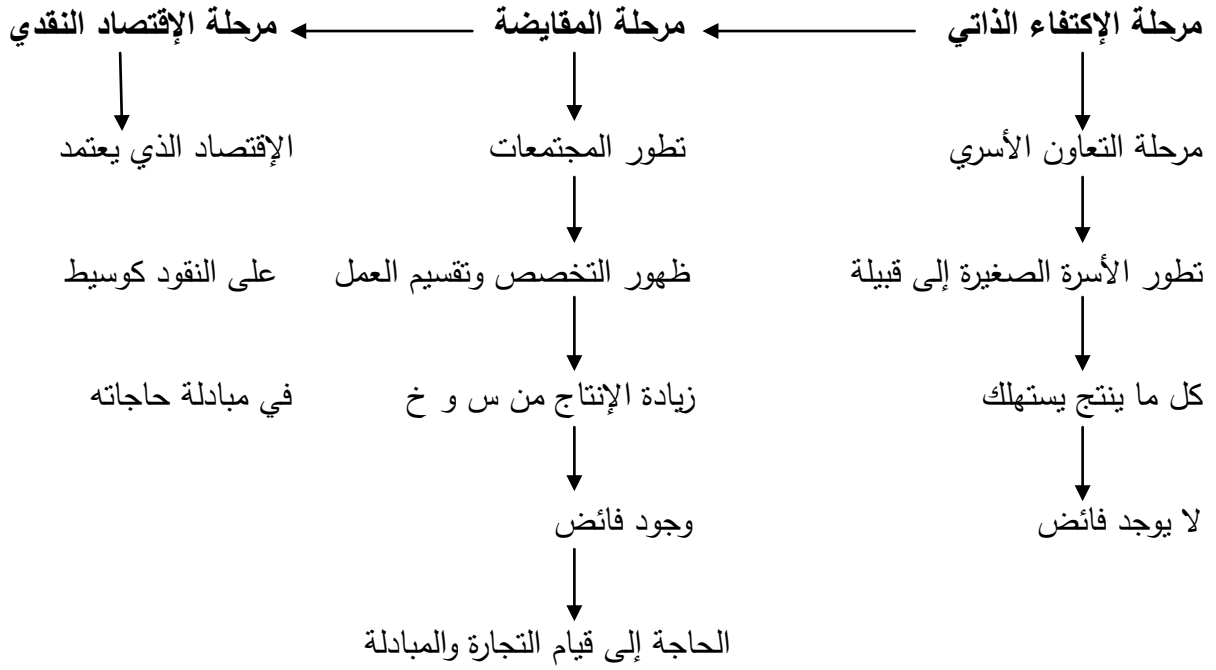 مرحلة الإكتفاء الذاتي مرحلة المقايضة مرحلة الإقتصاد النقدي
مرحلة التعاون الأسري تطور المجتمعات الإقتصاد الذي يعتمد
تطور الأسرة الصغيرة إلى قبيلة ظهور التخصص وتقسيم العمل على النقود كوسيط
كل ما ينتج يستهلك زيادة الإنتاج من س و خ في مبادلة حاجاته
لا يوجد فائض وجود فائض
الحاجة إلى قيام التجارة والمبادلة